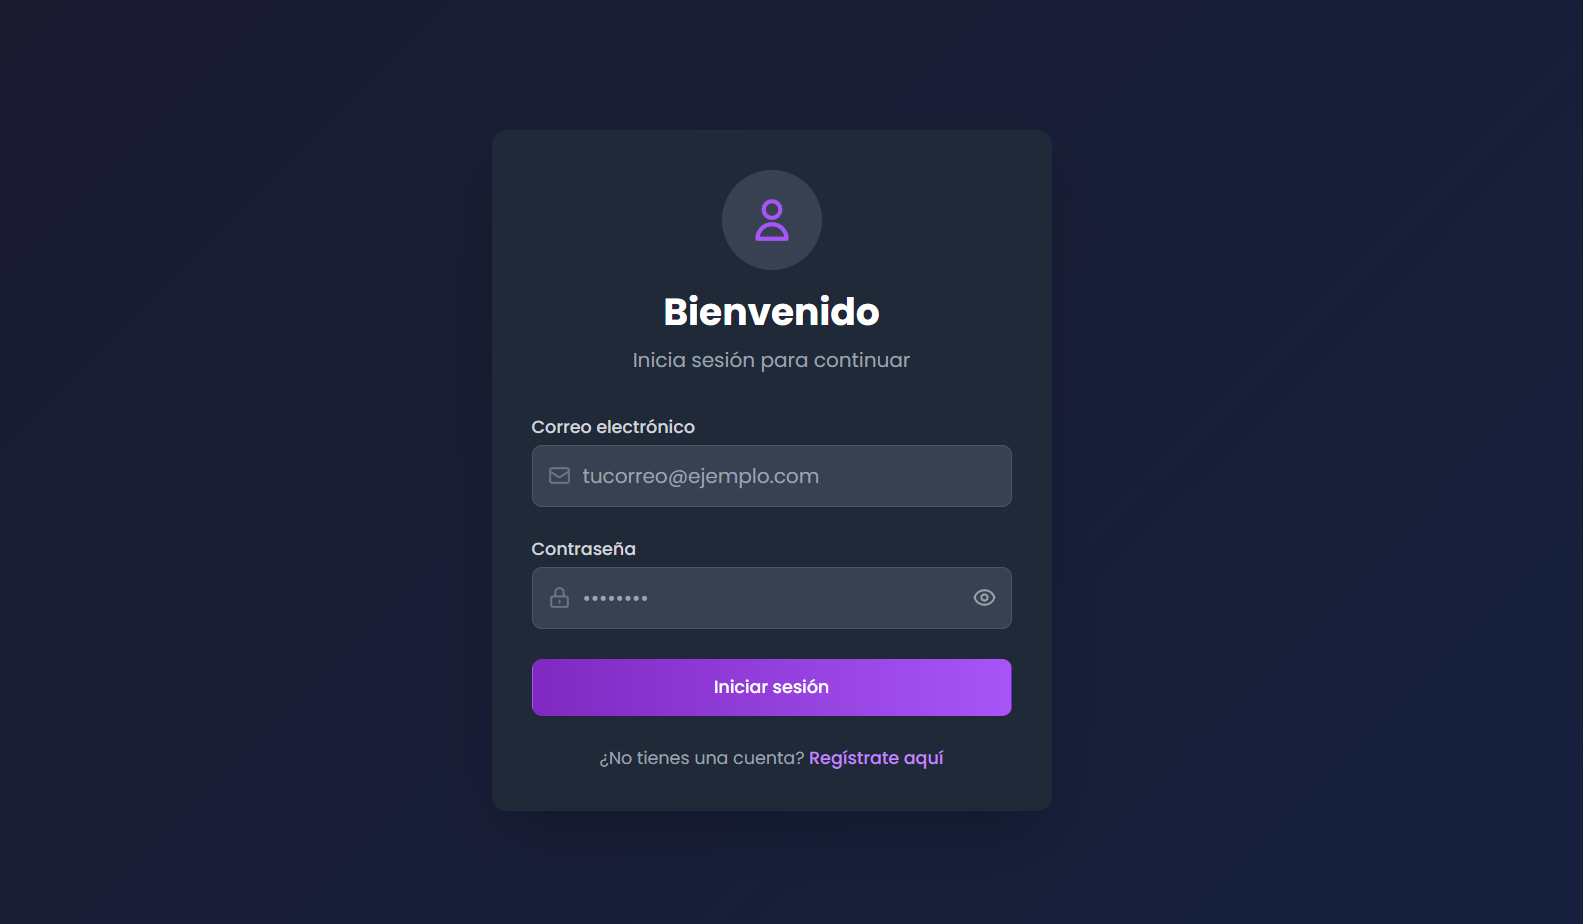 Bienvenido
Inicia sesión para continuar
Correo electrónico
tucorreo@ejemplo.com
Contraseña
••••••••
Iniciar sesión
¿No tienes una cuenta? Regístrate aquí